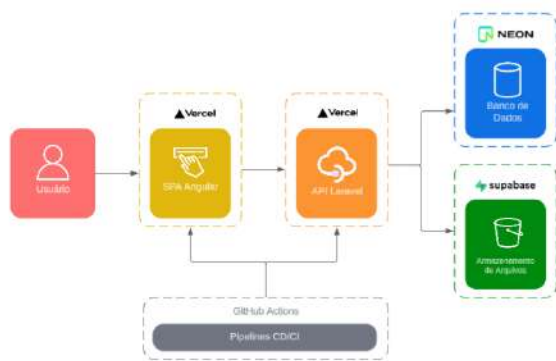 NEON
Banco de
Dados
Vercel
Vercel
Usuário
SPA Angular
API Laravel
supabase
Armazenamento
de Arquivos
GitHub Actions
Pipelines CD/CI